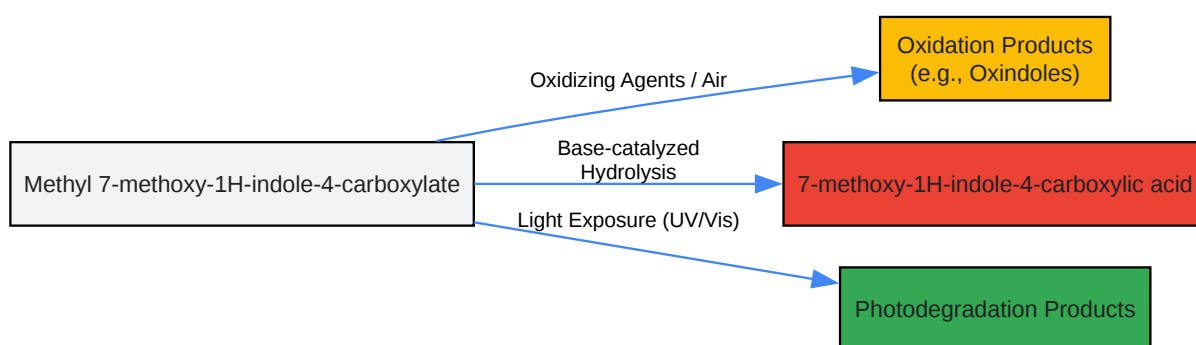 Oxidation Products
(e.g., Oxindoles)
Oxidizing Agents / Air
Methyl 7-methoxy-1H-indole-4-carboxylate
Base-catalyzed
Hydrolysis
7-methoxy-1H-indole-4-carboxylic acid
Light Exposure (UV/Vis)
Photodegradation Products